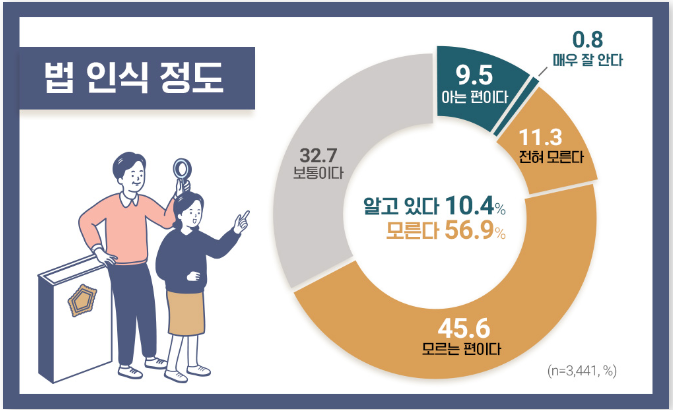 법 인식 정도
0.8
매우 잘 안다
9.5
아는 편이다
11.3
전혀 모른다
32.7
보통이다
알고 있다 10.4%
모른다 56.9%
45.6
모르는 편이다
(n=3,441, %)